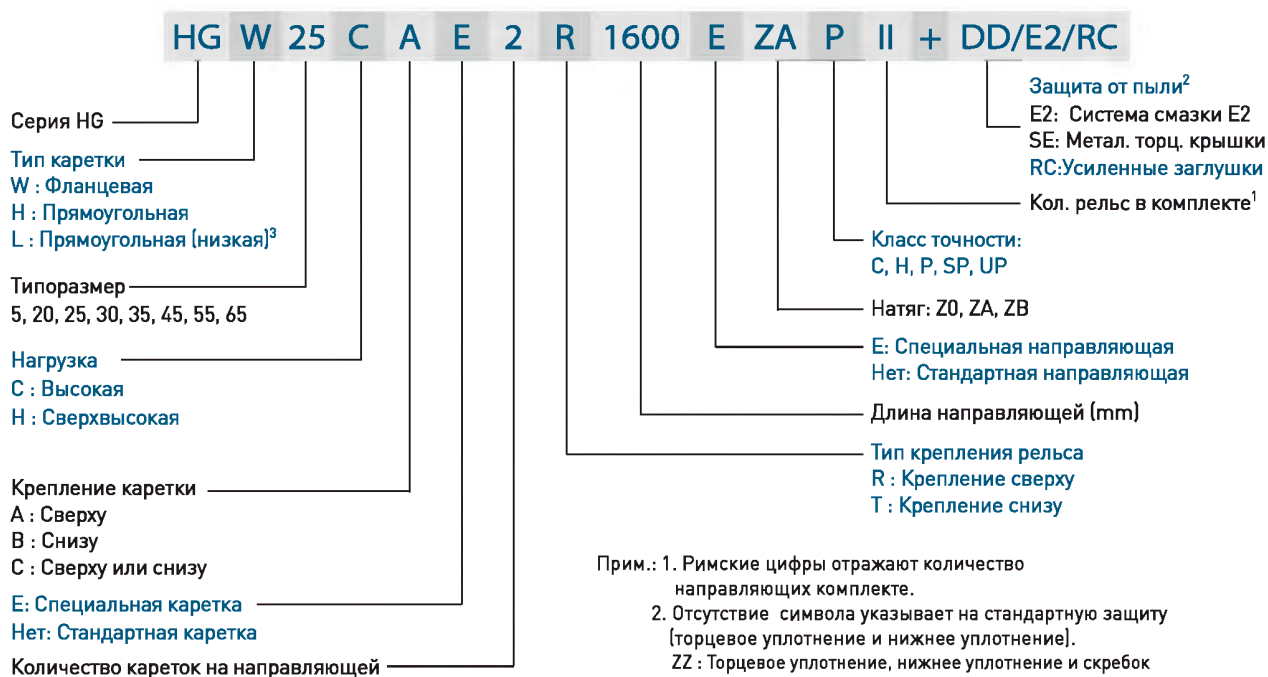 HG W 25 C A E 2 R 1600 E ZA P II + DD/E2/RC
Серия HG
Тип каретки
W : Фланцевая
H : Прямоугольная
L : Прямоугольная (низкая)³
Типоразмер
5, 20, 25, 30, 35, 45, 55, 65
Нагрузка
C : Высокая
H : Сверхвысокая
Крепление каретки
A : Сверху
B : Снизу
C : Сверху или снизу
E: Специальная каретка
Нет: Стандартная каретка
Количество кареток на направляющей
Защита от пыли²
E2: Система смазки E2
SE: Метал. торц. крышки
RC:Усиленные заглушки
Кол. рельс в комплекте¹
Класс точности:
C, H, P, SP, UP
Натяг: Z0, ZA, ZB
E: Специальная направляющая
Нет: Стандартная направляющая
Длина направляющей (mm)
Тип крепления рельса
R : Крепление сверху
T : Крепление снизу
Прим.: 1. Римские цифры отражают количество
направляющих комплекте.
2. Отсутствие символа указывает на стандартную защиту
(торцевое уплотнение и нижнее уплотнение).
ZZ : Торцевое уплотнение, нижнее уплотнение и скребок